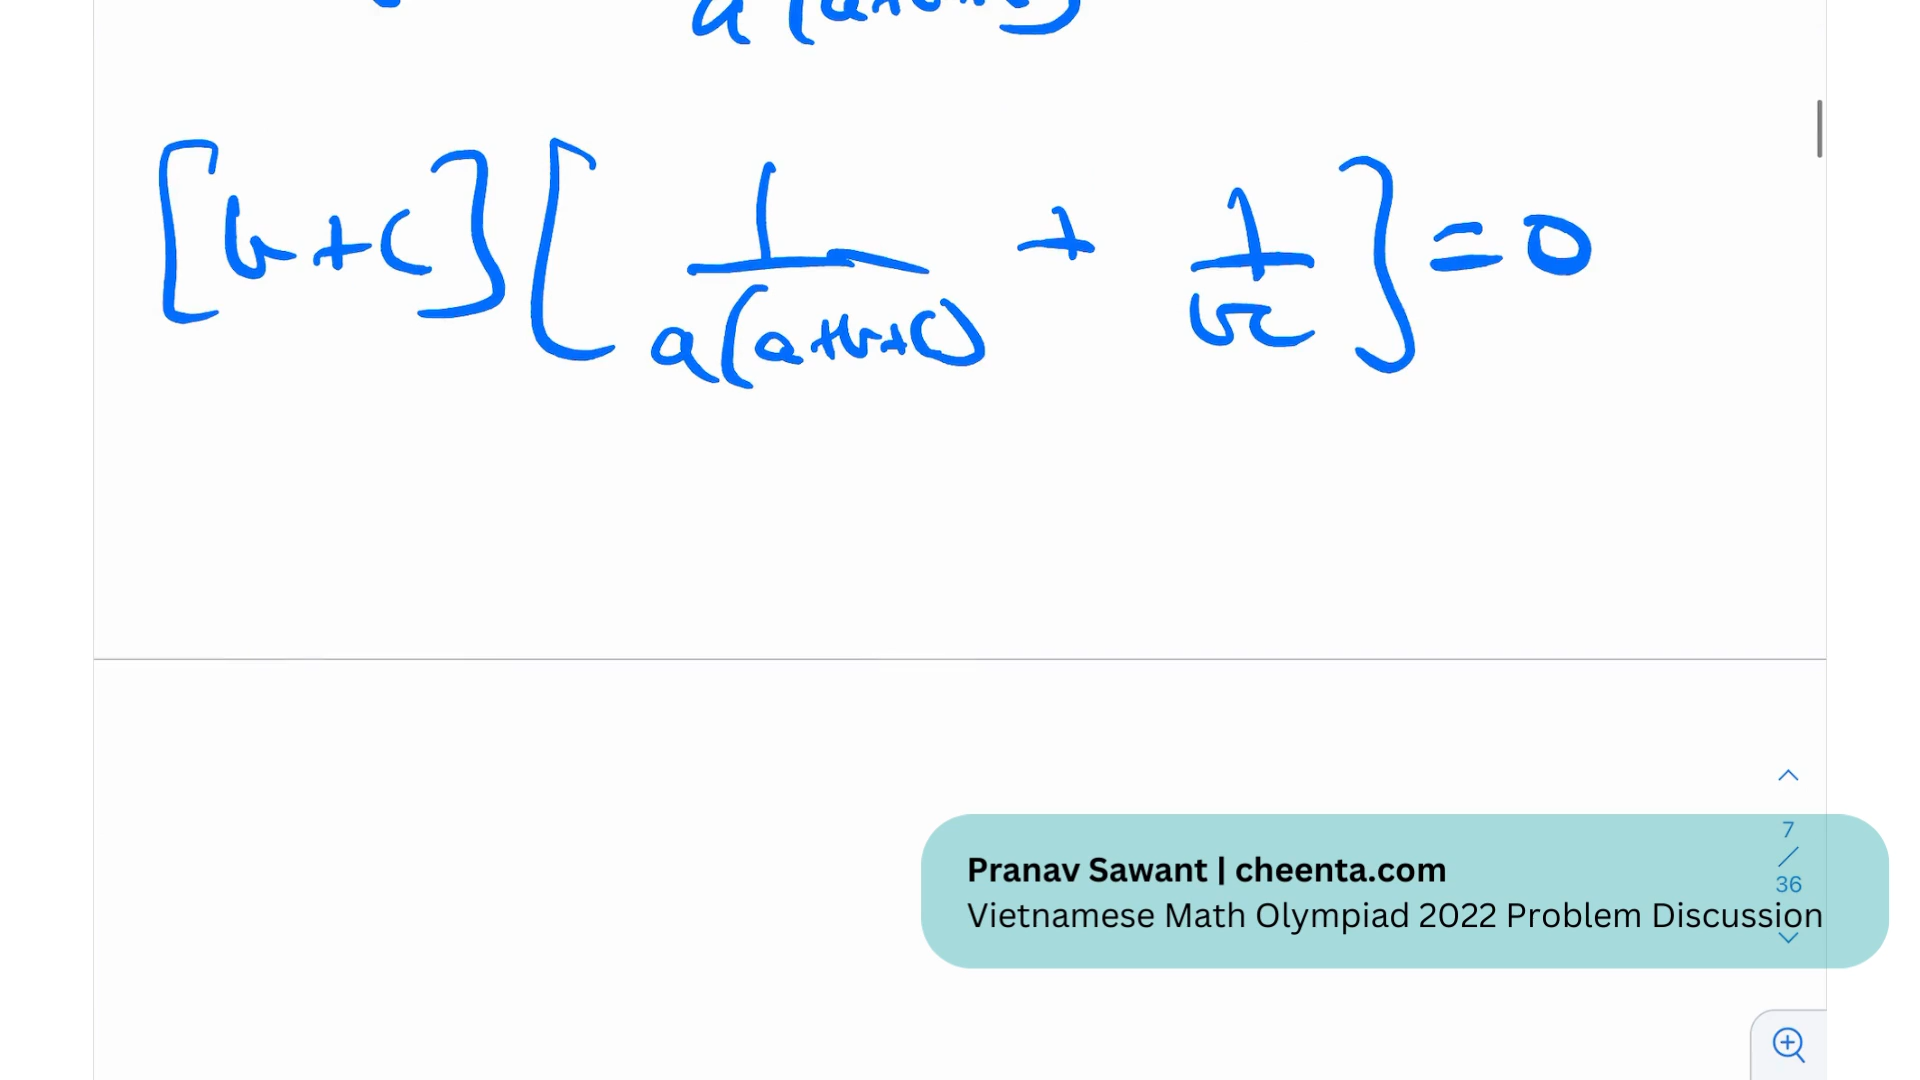 a(a+b+c)
[b+c] [ 1/a(a+b+c) + 1/bc ] = 0
7
/
36
Pranav Sawant | cheenta.com
Vietnamese Math Olympiad 2022 Problem Discussion